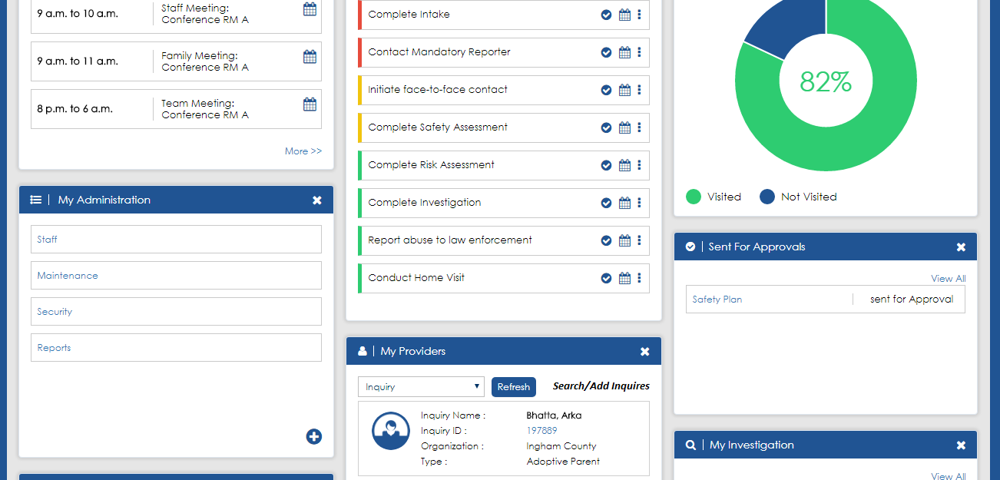 9 a.m. to 10 a.m.
Staff Meeting:
Conference RM A
9 a.m. to 11 a.m.
Family Meeting:
Conference RM A
8 p.m. to 6 a.m.
Team Meeting:
Conference RM A
More >>
My Administration
Staff
Maintenance
Security
Reports
Complete Intake
Contact Mandatory Reporter
Initiate face-to-face contact
Complete Safety Assessment
Complete Risk Assessment
Complete Investigation
Report abuse to law enforcement
Conduct Home Visit
My Providers
Inquiry
Refresh
Search/Add Inquires
Inquiry Name : Bhatta, Arka
Inquiry ID : 197889
Organization : Ingham County
Type : Adoptive Parent
82%
Visited
Not Visited
Sent For Approvals
View All
Safety Plan
sent for Approval
My Investigation
View All